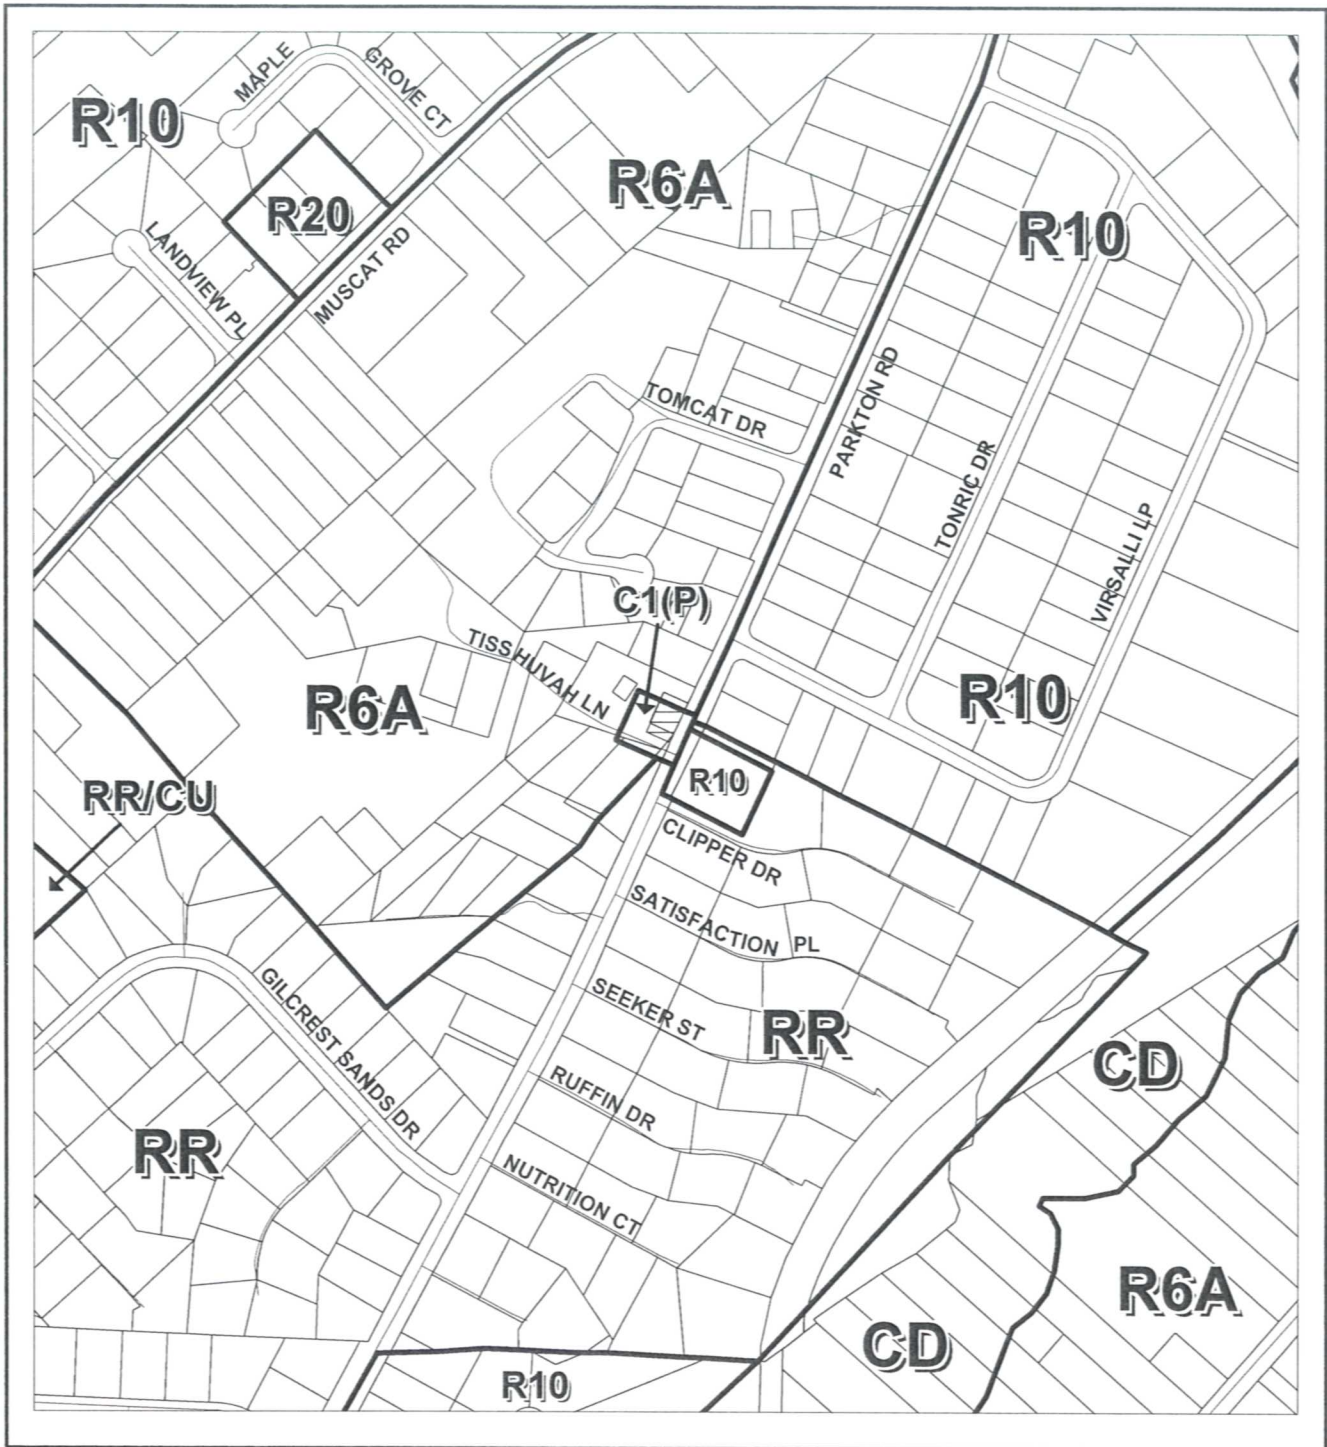 MAPLE
GROVE CT
R10
R6A
R20
R10
LANDVIEW PL
MUSCAT RD
TOMCAT DR
PARKTON RD
TONRIC DR
VIRSALLI LP
C1(P)
TISSHUVAH LN
R6A
R10
RR/CU
R10
CLIPPER DR
SATISFACTION PL
SEEKER ST
RR
CD
GILCREST SANDS DR
RUFFIN DR
RR
NUTRITION CT
R6A
CD
R10